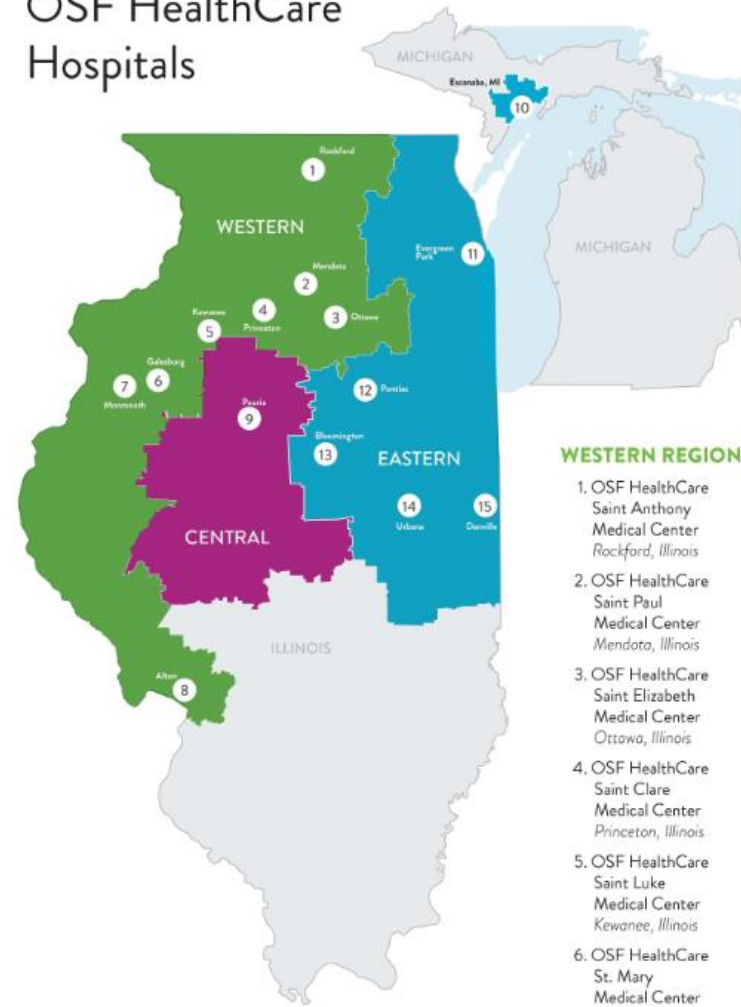 OSF HealthCare
Hospitals
MICHIGAN
Escanaba, MI
10
MICHIGAN
Rockford
1
WESTERN
Evergreen
Park
11
Mendota
2
4
Princeton
3 Ottawa
Kewanee
5
Galesburg
7
6
Monmouth
12 Pontiac
Peoria
9
Bloomington
13
EASTERN
14
Urbana
15
Danville
CENTRAL
ILLINOIS
Alton
8
WESTERN REGION
1. OSF HealthCare
Saint Anthony
Medical Center
Rockford, Illinois
2. OSF HealthCare
Saint Paul
Medical Center
Mendota, Illinois
3. OSF HealthCare
Saint Elizabeth
Medical Center
Ottawa, Illinois
4. OSF HealthCare
Saint Clare
Medical Center
Princeton, Illinois
5. OSF HealthCare
Saint Luke
Medical Center
Kewanee, Illinois
6. OSF HealthCare
St. Mary
Medical Center